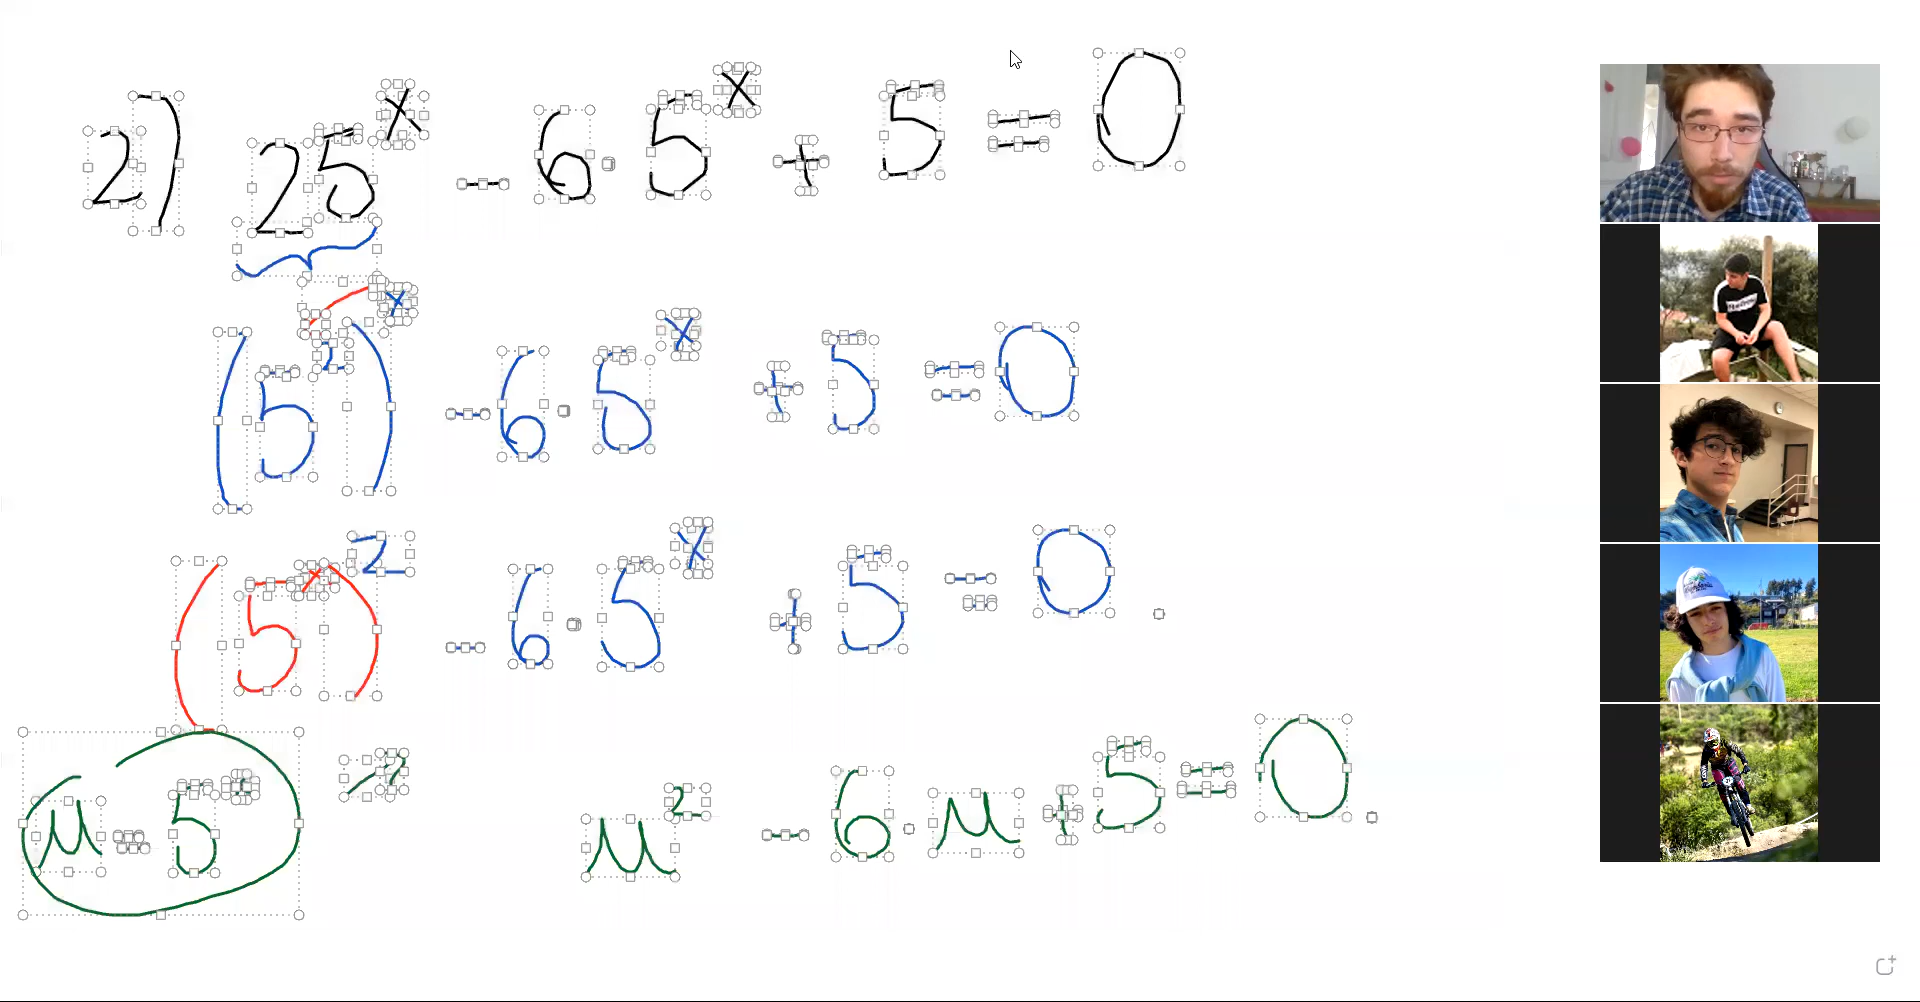 2) 25^x - 6 · 5^x + 5 = 0
(5^2)^x - 6 · 5^x + 5 = 0
(5^x)^2 - 6 · 5^x + 5 = 0 .
u = 5^x → u^2 - 6 · u + 5 = 0 .